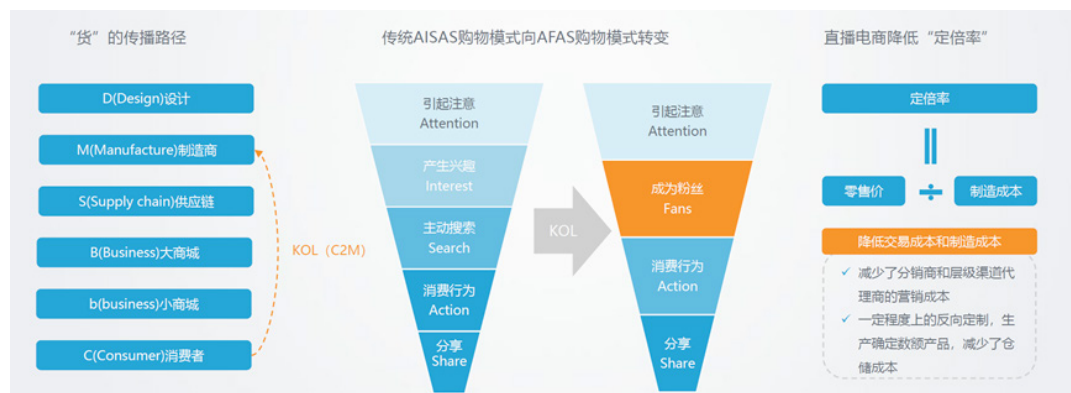 “货”的传播路径
D(Design)设计
M(Manufacture)制造商
S(Supply chain)供应链
B(Business)大商城
b(business)小商城
C(Consumer)消费者
KOL（C2M）
传统AISAS购物模式向AFAS购物模式转变
引起注意
Attention
产生兴趣
Interest
主动搜索
Search
消费行为
Action
分享
Share
KOL
引起注意
Attention
成为粉丝
Fans
消费行为
Action
分享
Share
直播电商降低“定倍率”
定倍率
零售价
÷
制造成本
降低交易成本和制造成本
✓ 减少了分销商和层级渠道代
理商的营销成本
✓ 一定程度上的反向定制，生
产确定数额产品，减少了仓
储成本